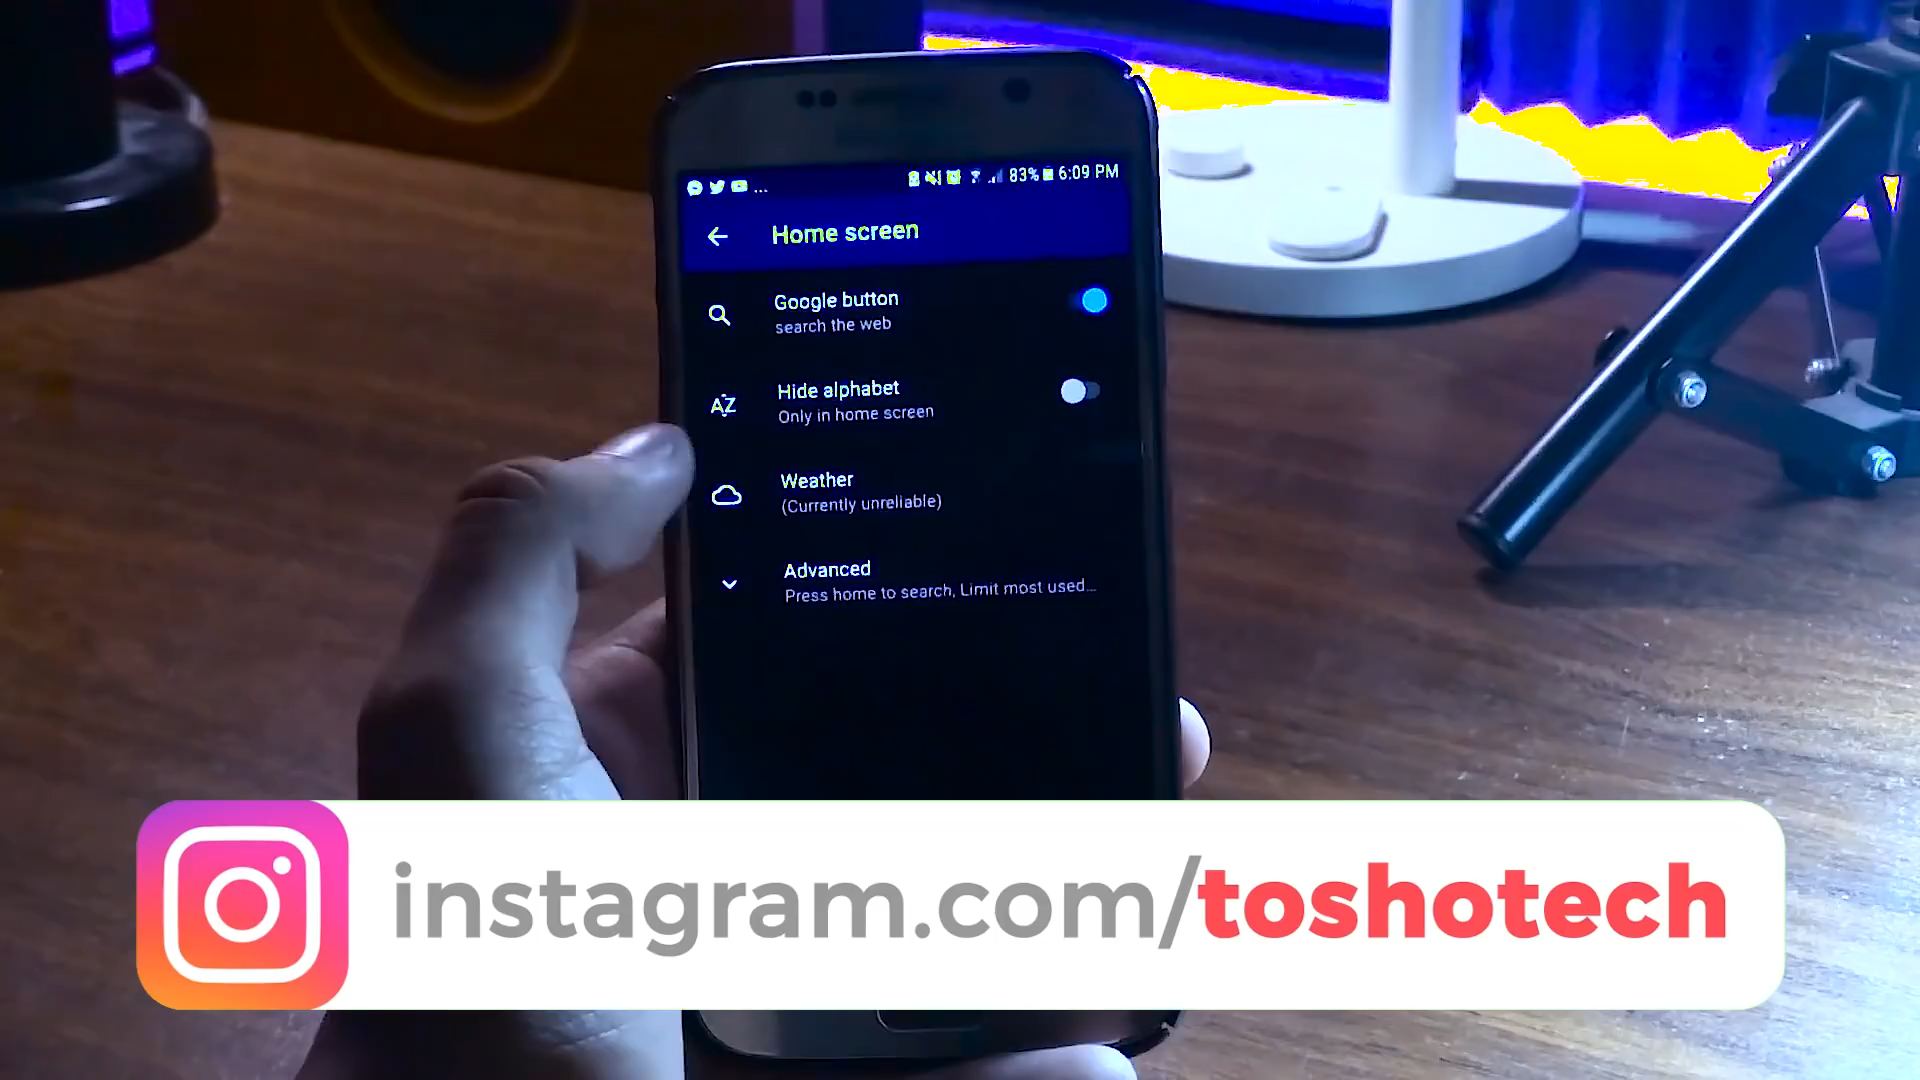 ... 83% 6:09 PM
Home screen
Google button
search the web
AZ
Hide alphabet
Only in home screen
Weather
(Currently unreliable)
Advanced
Press home to search, Limit most used...
instagram.com/toshotech